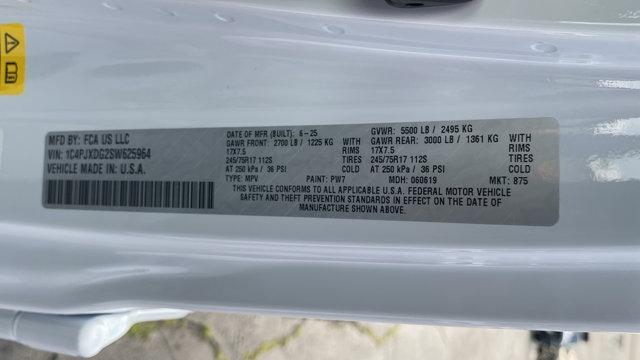 MFD BY: FCA US LLC
VIN: 1C4PJXDG2SW625964
VEHICLE MADE IN: U.S.A.
DATE OF MFR (BUILT): 6-25
GVWR: 5500 LB / 2495 KG
GAWR FRONT: 2700 LB / 1225 KG WITH
17X7.5 RIMS
245/75R17 112S TIRES
AT 250 kPa / 36 PSI COLD
GAWR REAR: 3000 LB / 1361 KG WITH
17X7.5 RIMS
245/75R17 112S TIRES
AT 250 kPa / 36 PSI COLD
TYPE: MPV PAINT: PW7 MDH: 060619 MKT: 875
THIS VEHICLE CONFORMS TO ALL APPLICABLE U.S.A. FEDERAL MOTOR VEHICLE
SAFETY AND THEFT PREVENTION STANDARDS IN EFFECT ON THE DATE OF
MANUFACTURE SHOWN ABOVE.